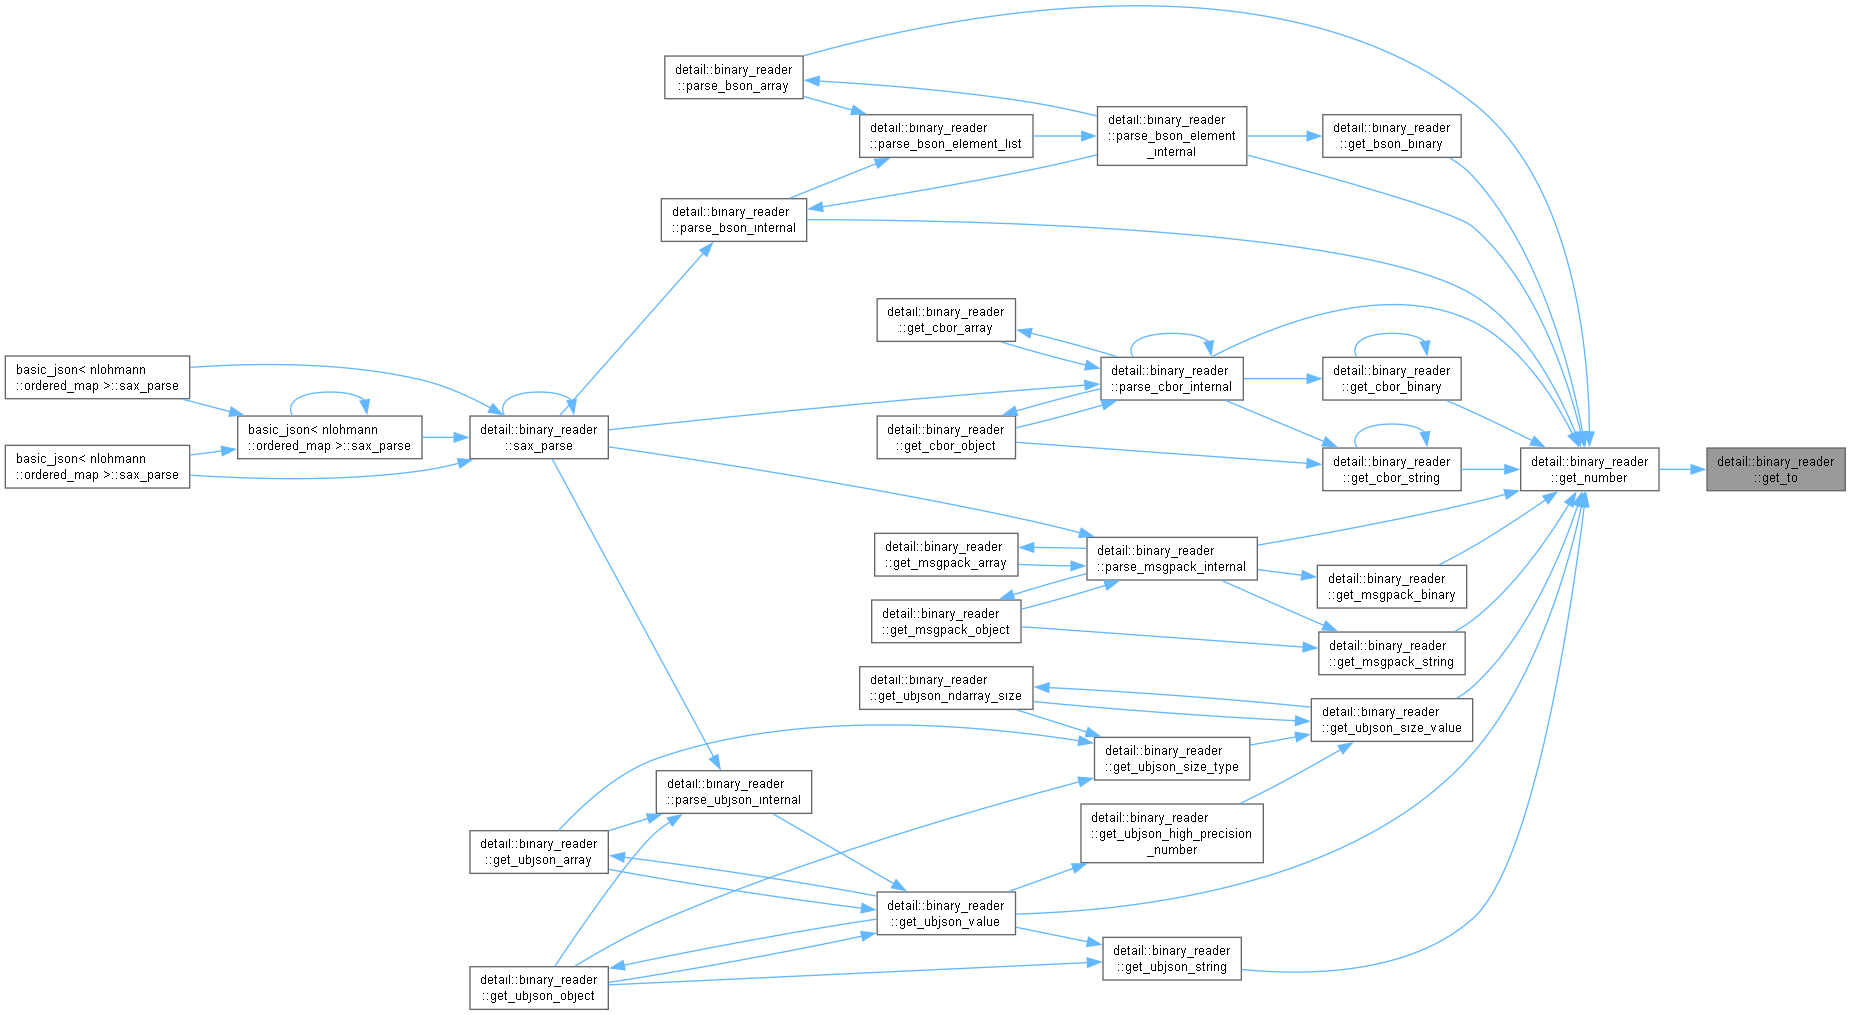 detail::binary_reader
::parse_bson_array
detail::binary_reader
::parse_bson_element_list
detail::binary_reader
::parse_bson_element
_internal
detail::binary_reader
::get_bson_binary
detail::binary_reader
::parse_bson_internal
detail::binary_reader
::get_cbor_array
basic_json< nlohmann
::ordered_map >::sax_parse
basic_json< nlohmann
::ordered_map >::sax_parse
basic_json< nlohmann
::ordered_map >::sax_parse
detail::binary_reader
::sax_parse
detail::binary_reader
::parse_cbor_internal
detail::binary_reader
::get_cbor_binary
detail::binary_reader
::get_cbor_object
detail::binary_reader
::get_cbor_string
detail::binary_reader
::get_number
detail::binary_reader
::get_to
detail::binary_reader
::get_msgpack_array
detail::binary_reader
::parse_msgpack_internal
detail::binary_reader
::get_msgpack_binary
detail::binary_reader
::get_msgpack_object
detail::binary_reader
::get_msgpack_string
detail::binary_reader
::get_ubjson_ndarray_size
detail::binary_reader
::get_ubjson_size_value
detail::binary_reader
::get_ubjson_size_type
detail::binary_reader
::parse_ubjson_internal
detail::binary_reader
::get_ubjson_high_precision
_number
detail::binary_reader
::get_ubjson_array
detail::binary_reader
::get_ubjson_value
detail::binary_reader
::get_ubjson_string
detail::binary_reader
::get_ubjson_object